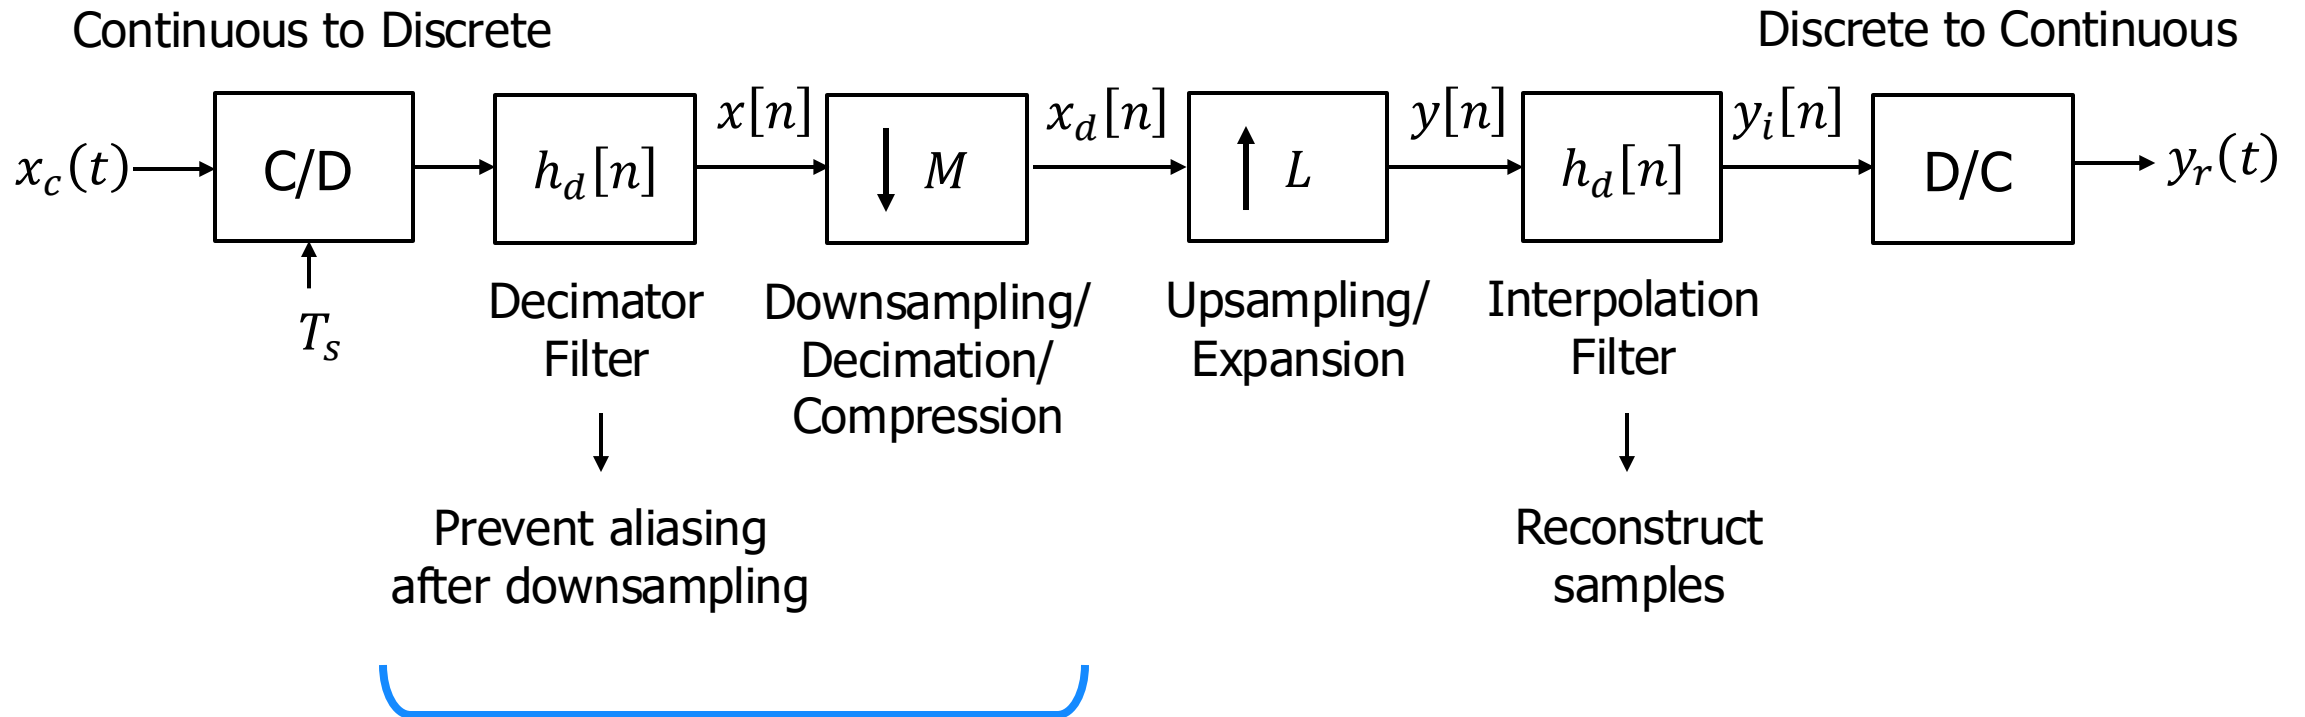 Continuous to Discrete
Discrete to Continuous
x_c(t)
C/D
h_d[n]
x[n]
↓ M
x_d[n]
↑ L
y[n]
h_d[n]
y_i[n]
D/C
y_r(t)
T_s
Decimator
Filter
Downsampling/
Decimation/
Compression
Upsampling/
Expansion
Interpolation
Filter
Prevent aliasing
after downsampling
Reconstruct
samples